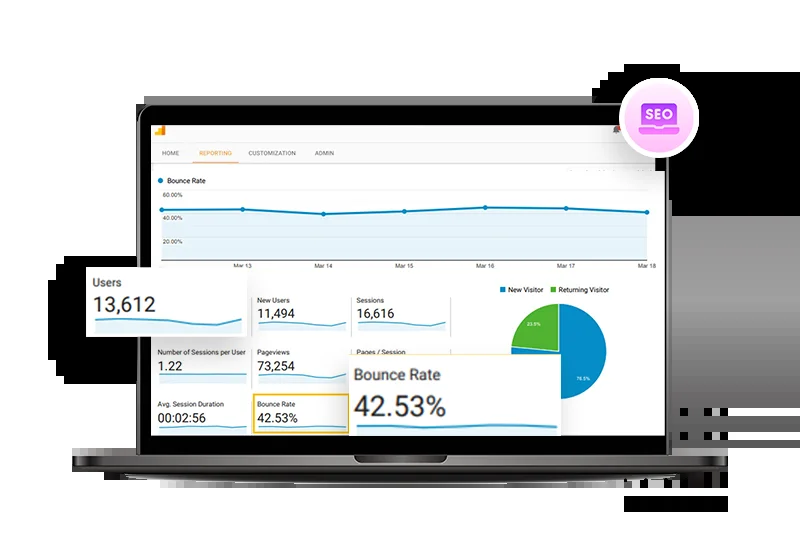 SEO
HOME REPORTING CUSTOMIZATION ADMIN
Bounce Rate
60.00%
40.00%
20.00%
Mar 13 Mar 14 Mar 15 Mar 16 Mar 17 Mar 18
Users
13,612
New Users
11,494
Sessions
16,616
New Visitor Returning Visitor
23.5%
76.5%
Number of Sessions per User
1.22
Pageviews
73,254
Pages / Session
Bounce Rate
42.53%
Avg. Session Duration
00:02:56
Bounce Rate
42.53%